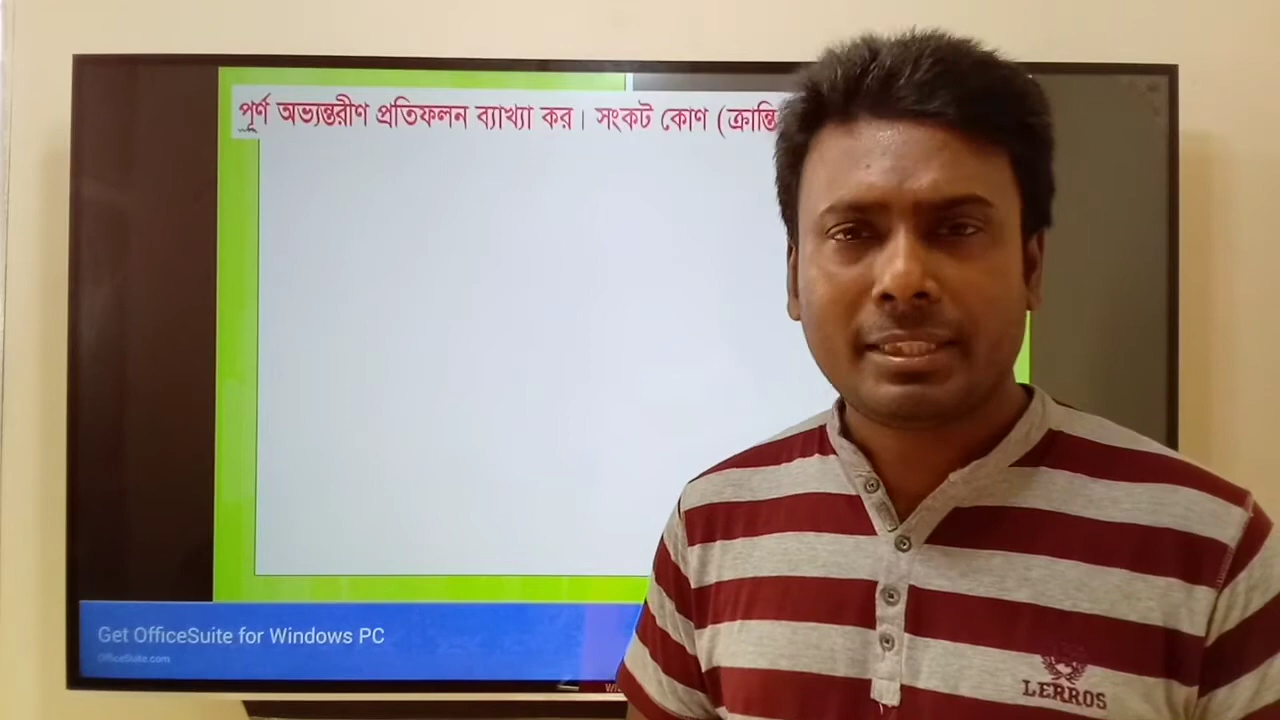 পূর্ণ অভ্যন্তরীণ প্রতিফলন ব্যাখ্যা কর। সংকট কোণ (ক্রান্তি
Get OfficeSuite for Windows PC
OfficeSuite.com
LERROS